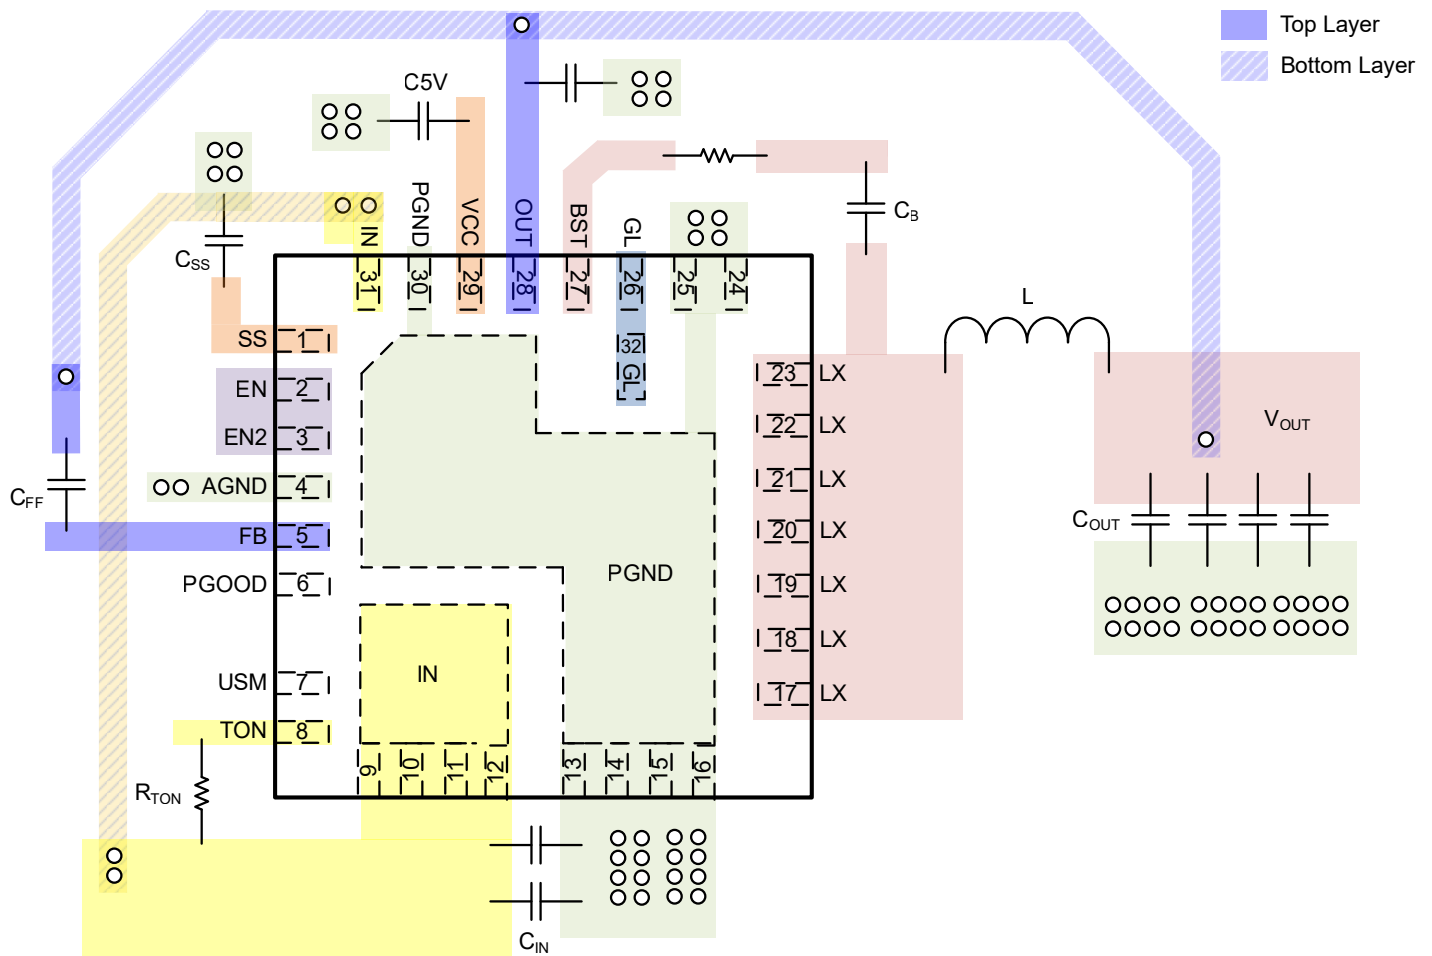 Top Layer
Bottom Layer
C5V
CSS
IN
PGND
VCC
OUT
BST
GL
CB
31
30
29
28
27
26
25
24
L
SS 1
32
GL
EN 2
EN2 3
AGND 4
CFF
FB 5
PGOOD 6
USM 7
TON 8
RTON
PGND
IN
23 LX
22 LX
21 LX
20 LX
19 LX
18 LX
17 LX
VOUT
COUT
9
10
11
12
13
14
15
16
CIN